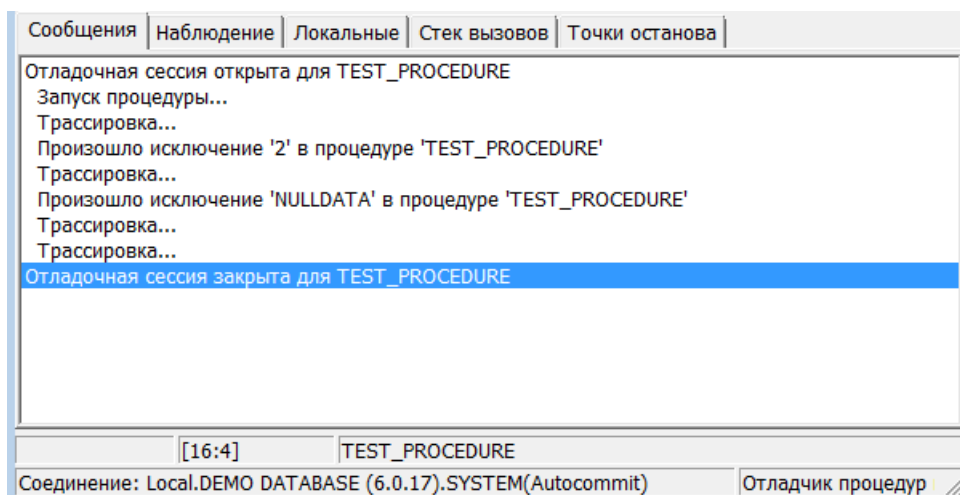 Сообщения Наблюдение Локальные Стек вызовов Точки останова
Отладочная сессия открыта для TEST_PROCEDURE
Запуск процедуры...
Трассировка...
Произошло исключение '2' в процедуре 'TEST_PROCEDURE'
Трассировка...
Произошло исключение 'NULLDATA' в процедуре 'TEST_PROCEDURE'
Трассировка...
Трассировка...
Отладочная сессия закрыта для TEST_PROCEDURE
[16:4] TEST_PROCEDURE
Соединение: Local.DEMO DATABASE (6.0.17).SYSTEM(Autocommit) Отладчик процедур